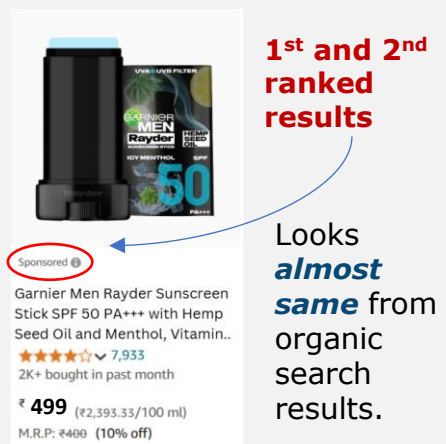 UVA+UVB FILTER
GARNIER
MEN
Rayder
SUNSCREEN STICK
HEMP
SEED
OIL
ICY MENTHOL
SPF
50
PA+++
Rayder
1st and 2nd
ranked
results
Sponsored
Looks
almost
same from
organic
search
results.
Garnier Men Rayder Sunscreen
Stick SPF 50 PA+++ with Hemp
Seed Oil and Menthol, Vitamin..
7,933
2K+ bought in past month
₹ 499 (₹2,393.33/100 ml)
M.R.P: ₹400 (10% off)